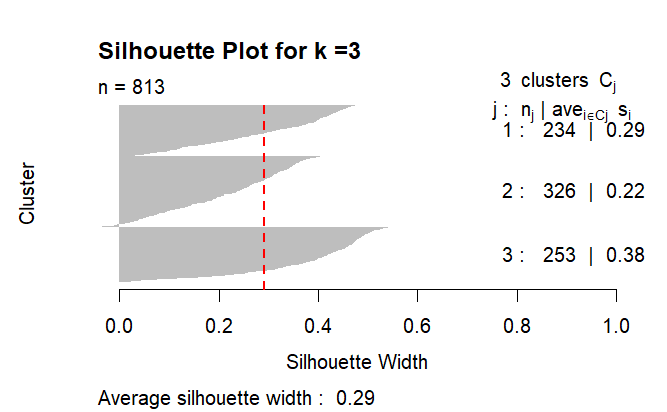 Silhouette Plot for k =3
n = 813
3 clusters Cj
j : nj | avei∈Cj si
1 : 234 | 0.29
2 : 326 | 0.22
3 : 253 | 0.38
Cluster
0.0 0.2 0.4 0.6 0.8 1.0
Silhouette Width
Average silhouette width : 0.29